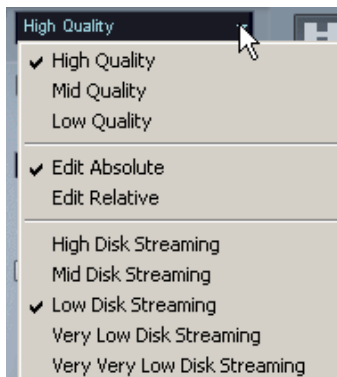 High Quality
High Quality
Mid Quality
Low Quality
Edit Absolute
Edit Relative
High Disk Streaming
Mid Disk Streaming
Low Disk Streaming
Very Low Disk Streaming
Very Very Low Disk Streaming